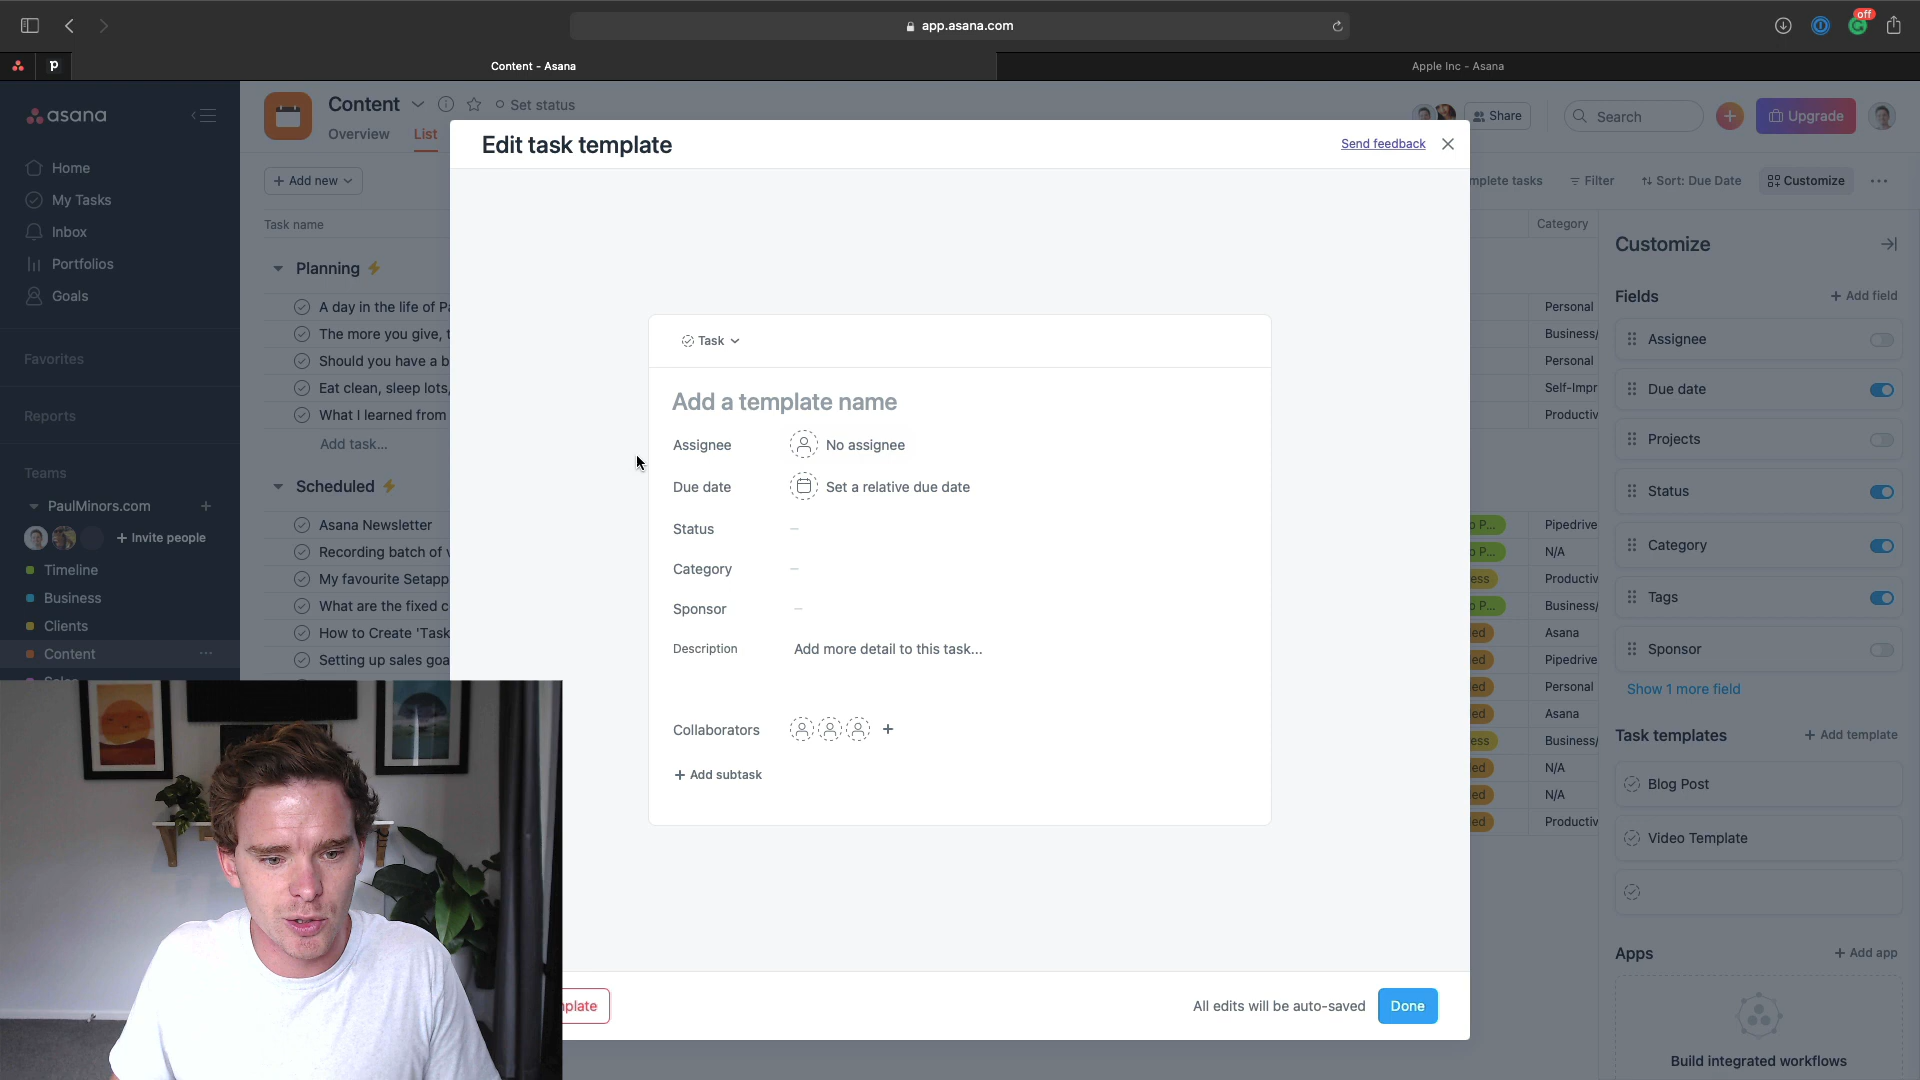 app.asana.com
off
Content - Asana
Apple Inc - Asana
asana
Home
My Tasks
Inbox
Portfolios
Goals
Favorites
Reports
Teams
PaulMinors.com
Invite people
Timeline
Business
Clients
Content
Content
Set status
Overview
List
Share
Search
Upgrade
Add new
Filter
Sort: Due Date
Customize
Task name
Category
Planning
A day in the life of
The more you give,
Should you have a
Eat clean, sleep lots,
What I learned from
Add task...
Scheduled
Asana Newsletter
Recording batch of
My favourite Setapp
What are the fixed
How to Create 'Task
Setting up sales
Edit task template
Send feedback
Task
Add a template name
Assignee
No assignee
Due date
Set a relative due date
Status
Category
Sponsor
Description
Add more detail to this task...
Collaborators
Add subtask
All edits will be auto-saved
Done
Personal
Business/
Personal
Self-Impr
Productiv
Pipedrive
N/A
Productiv
Business/
Asana
Pipedrive
Personal
Asana
Business/
N/A
N/A
Productiv
Customize
Fields
Add field
Assignee
Due date
Projects
Status
Category
Tags
Sponsor
Show 1 more field
Task templates
Add template
Blog Post
Video Template
Apps
Add app
Build integrated workflows